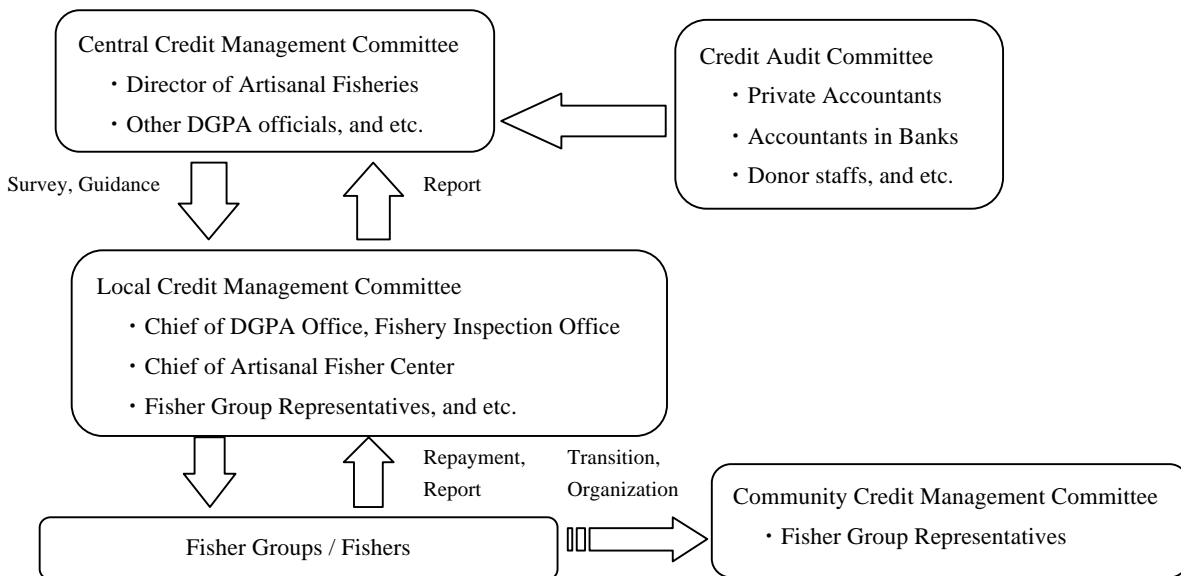 Central Credit Management Committee
・Director of Artisanal Fisheries
・Other DGPA officials, and etc.
Credit Audit Committee
・Private Accountants
・Accountants in Banks
・Donor staffs, and etc.
Survey, Guidance
Report
Local Credit Management Committee
・Chief of DGPA Office, Fishery Inspection Office
・Chief of Artisanal Fisher Center
・Fisher Group Representatives, and etc.
Repayment,
Report
Transition,
Organization
Community Credit Management Committee
・Fisher Group Representatives
Fisher Groups / Fishers